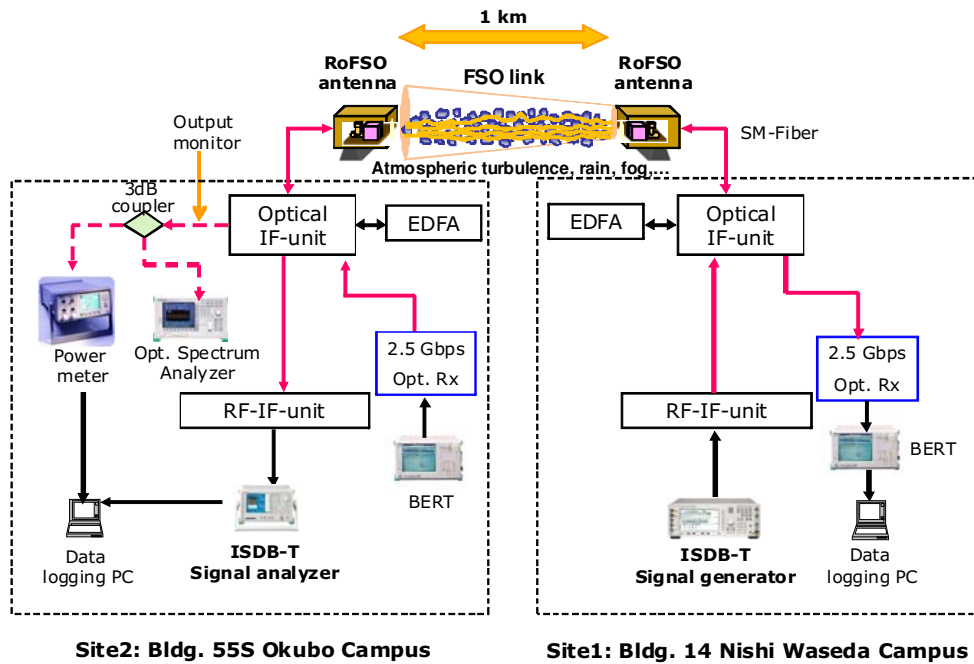 1 km
RoFSO
antenna
FSO link
RoFSO
antenna
Output
monitor
SM-Fiber
Atmospheric turbulence, rain, fog,...
3dB
coupler
Optical
IF-unit
EDFA
Power
meter
Opt. Spectrum
Analyzer
2.5 Gbps
Opt. Rx
RF-IF-unit
BERT
Data
logging PC
ISDB-T
Signal analyzer
EDFA
Optical
IF-unit
2.5 Gbps
Opt. Rx
RF-IF-unit
BERT
ISDB-T
Signal generator
Data
logging PC
Site2: Bldg. 55S Okubo Campus
Site1: Bldg. 14 Nishi Waseda Campus